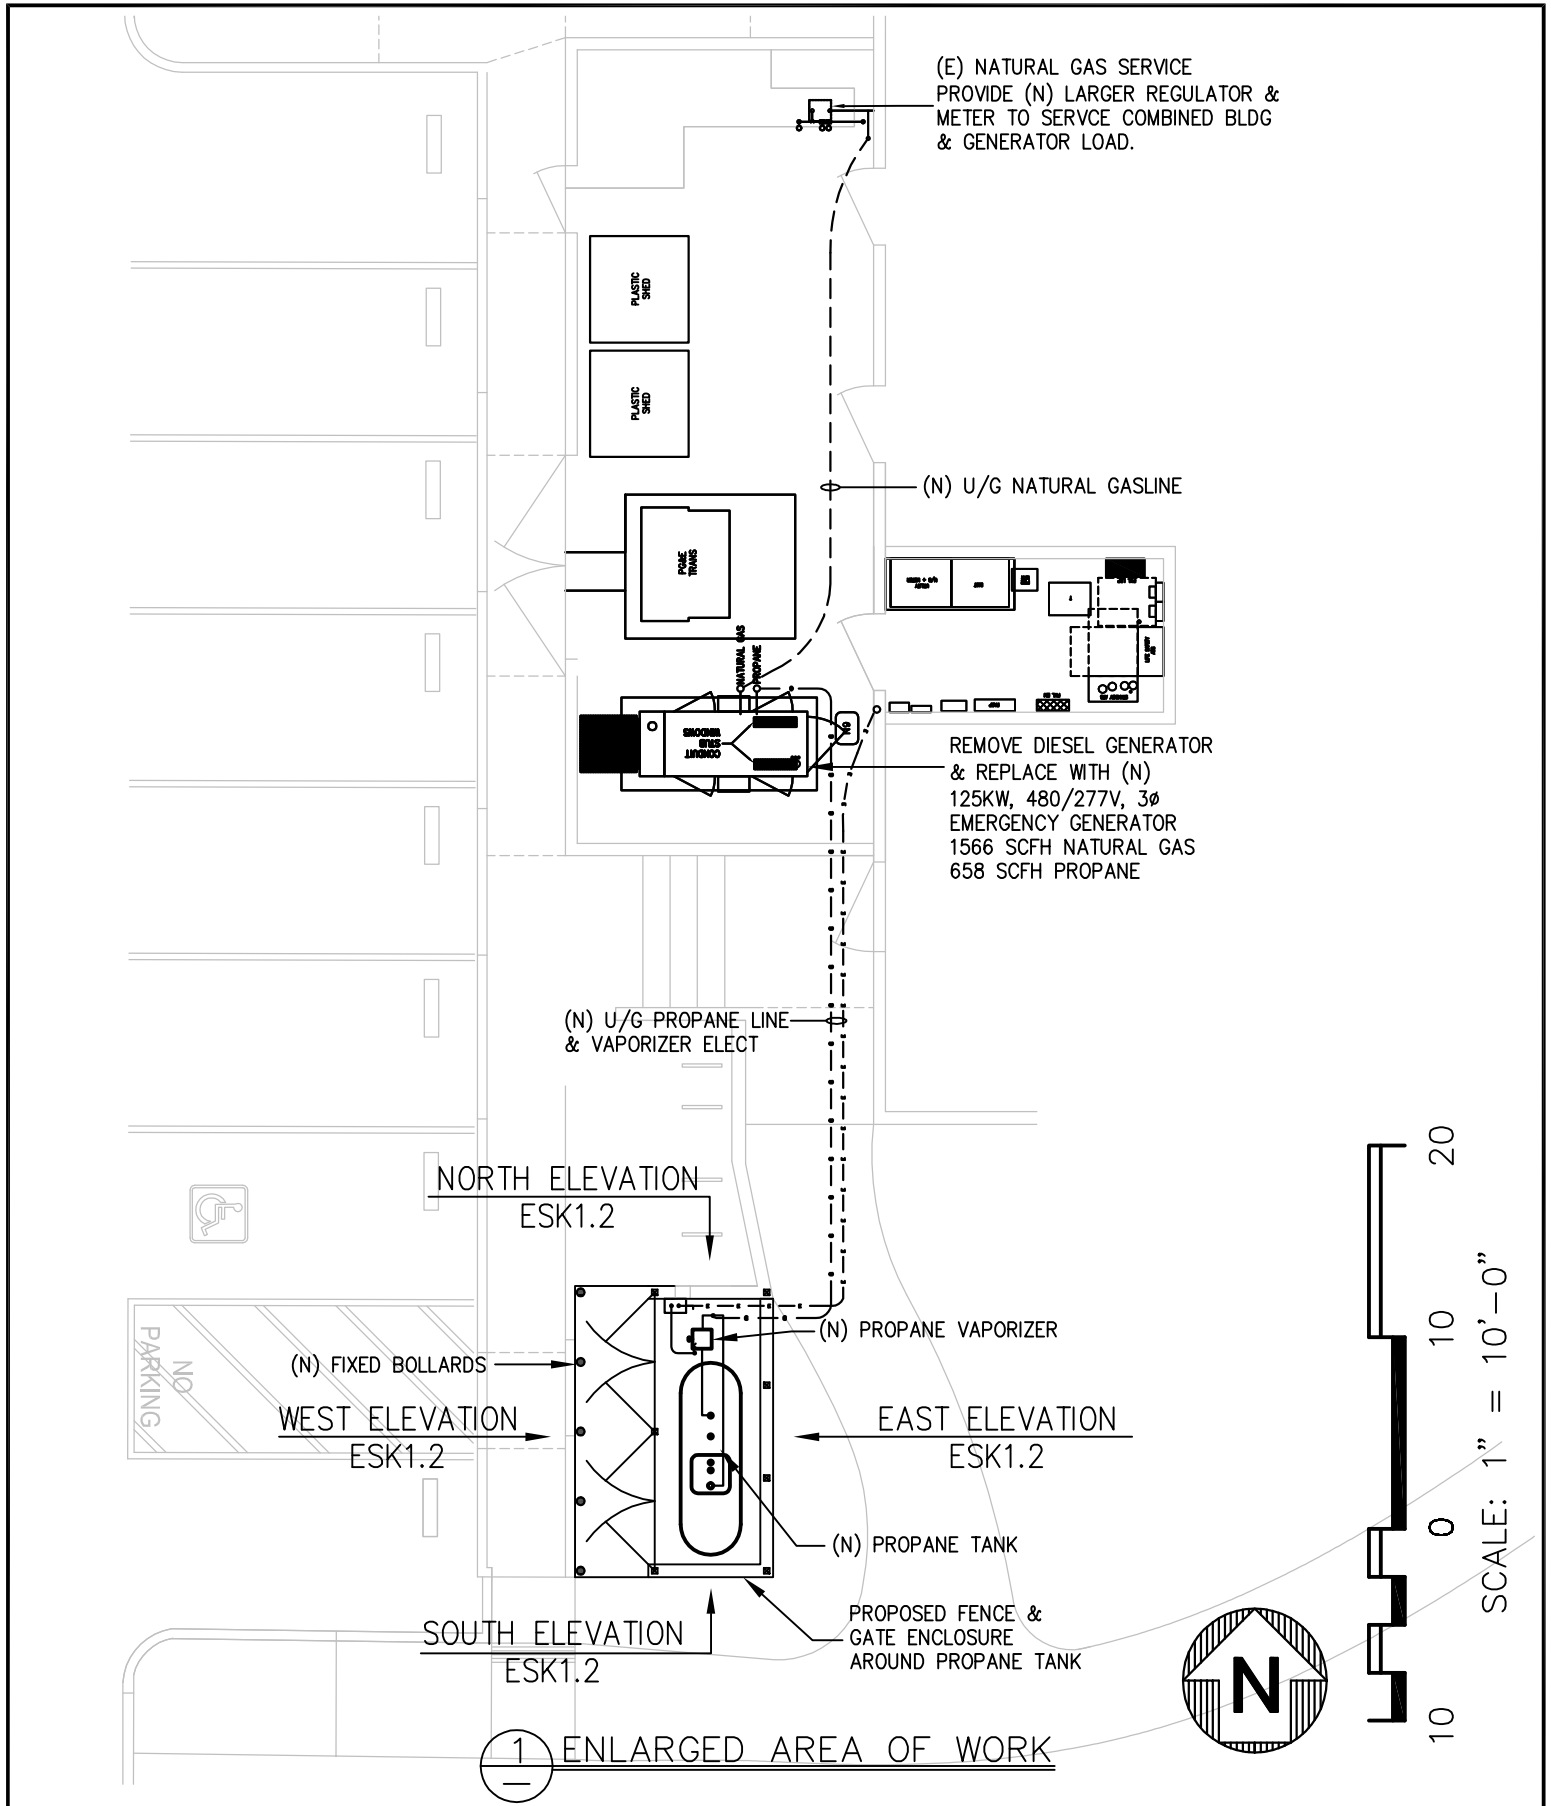 (E) NATURAL GAS SERVICE
PROVIDE (N) LARGER REGULATOR &
METER TO SERVCE COMBINED BLDG
& GENERATOR LOAD.
PLASTIC
SHED
PLASTIC
SHED
(N) U/G NATURAL GASLINE
PG&E
TRANS
NATURAL GAS
PROPANE
CONDUIT
STUB
WINDOWS
GN
REMOVE DIESEL GENERATOR
& REPLACE WITH (N)
125KW, 480/277V, 3ø
EMERGENCY GENERATOR
1566 SCFH NATURAL GAS
658 SCFH PROPANE
(N) U/G PROPANE LINE
& VAPORIZER ELECT
NORTH ELEVATION
ESK1.2
(N) PROPANE VAPORIZER
(N) FIXED BOLLARDS
NO
PARKING
WEST ELEVATION
ESK1.2
EAST ELEVATION
ESK1.2
(N) PROPANE TANK
PROPOSED FENCE &
GATE ENCLOSURE
AROUND PROPANE TANK
SOUTH ELEVATION
ESK1.2
20
10
0
10
SCALE: 1" = 10'-0"
N
1
ENLARGED AREA OF WORK